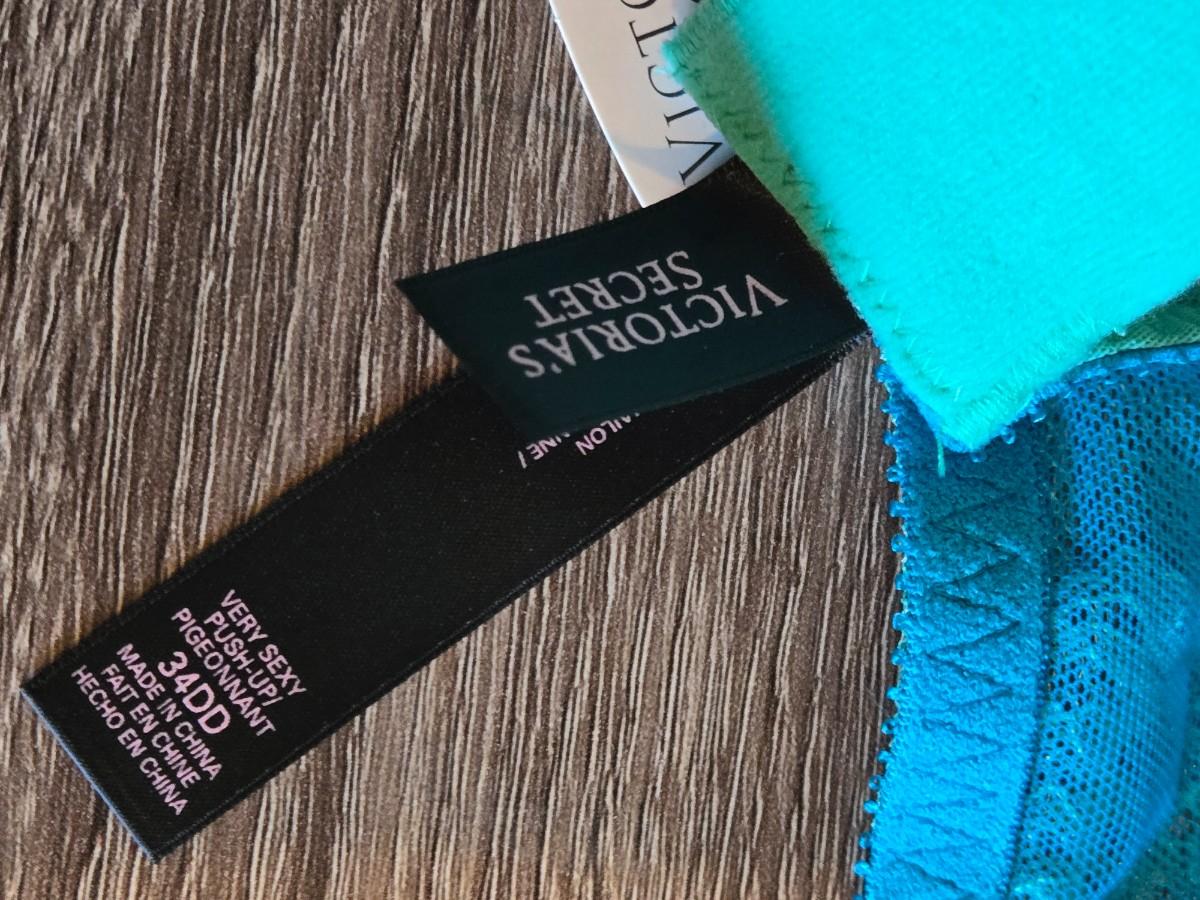 VICTORIA'S
SECRET
VERY SEXY
PUSH-UP/
PIGEONNANT
34DD
MADE IN CHINA
FAIT EN CHINE
HECHO EN CHINA